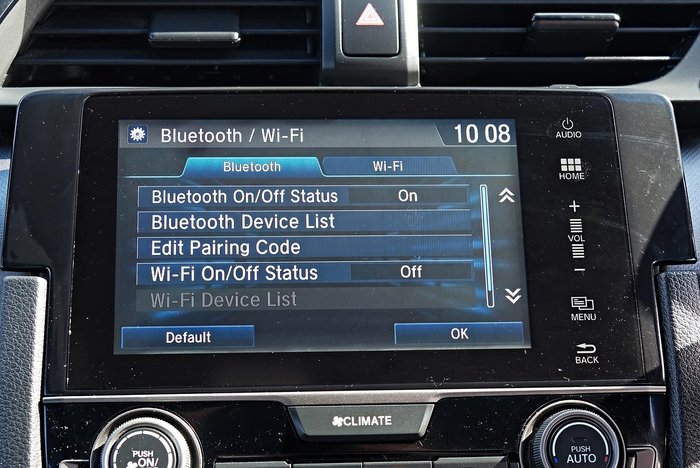 Bluetooth / Wi-Fi 10 08
Bluetooth Wi-Fi
Bluetooth On/Off Status On
Bluetooth Device List
Edit Pairing Code
Wi-Fi On/Off Status Off
Wi-Fi Device List
Default OK
AUDIO
HOME
+
VOL
−
MENU
BACK
CLIMATE
PUSH
ON/
PUSH
AUTO